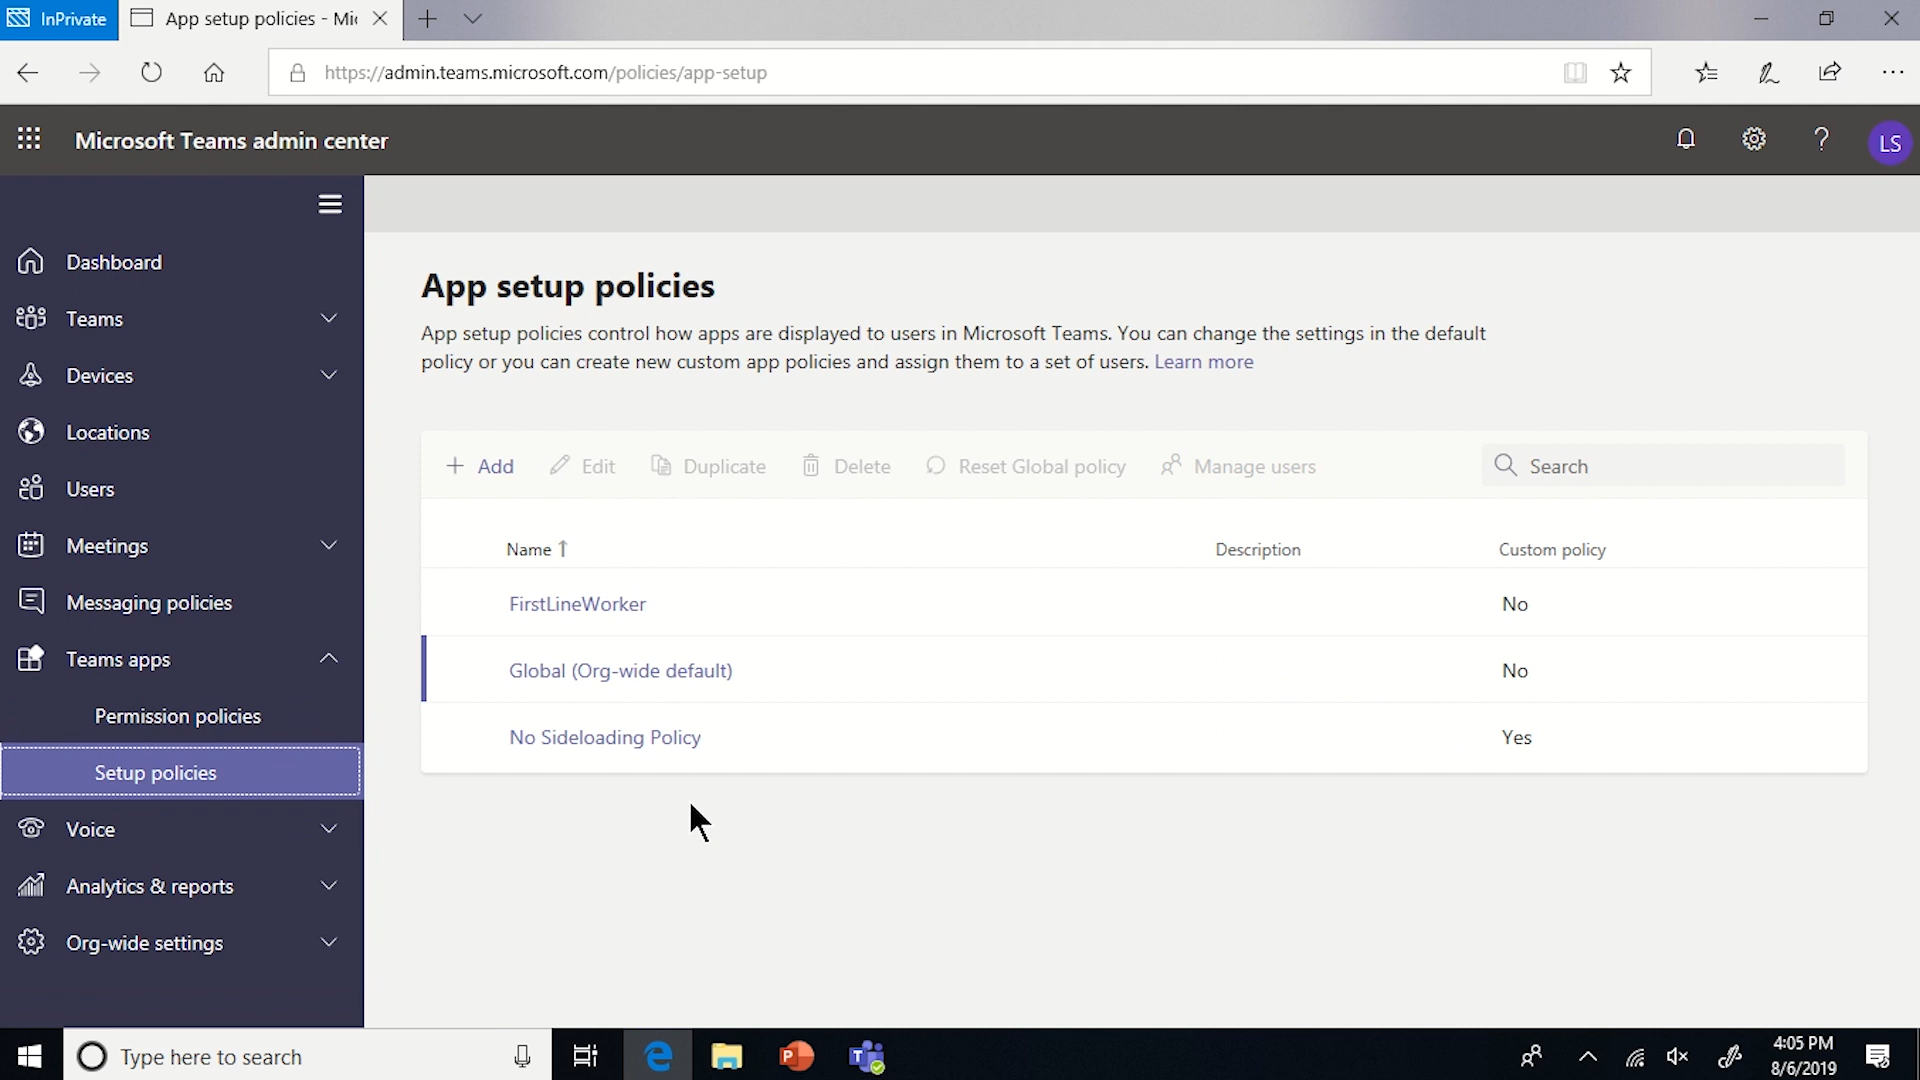 InPrivate
App setup policies - Mi
https://admin.teams.microsoft.com/policies/app-setup
Microsoft Teams admin center
LS
Dashboard
Teams
Devices
Locations
Users
Meetings
Messaging policies
Teams apps
Permission policies
Setup policies
Voice
Analytics & reports
Org-wide settings
App setup policies
App setup policies control how apps are displayed to users in Microsoft Teams. You can change the settings in the default
policy or you can create new custom app policies and assign them to a set of users. Learn more
Add Edit Duplicate Delete Reset Global policy Manage users Search
Name Description Custom policy
FirstLineWorker No
Global (Org-wide default) No
No Sideloading Policy Yes
Type here to search
4:05 PM
8/6/2019